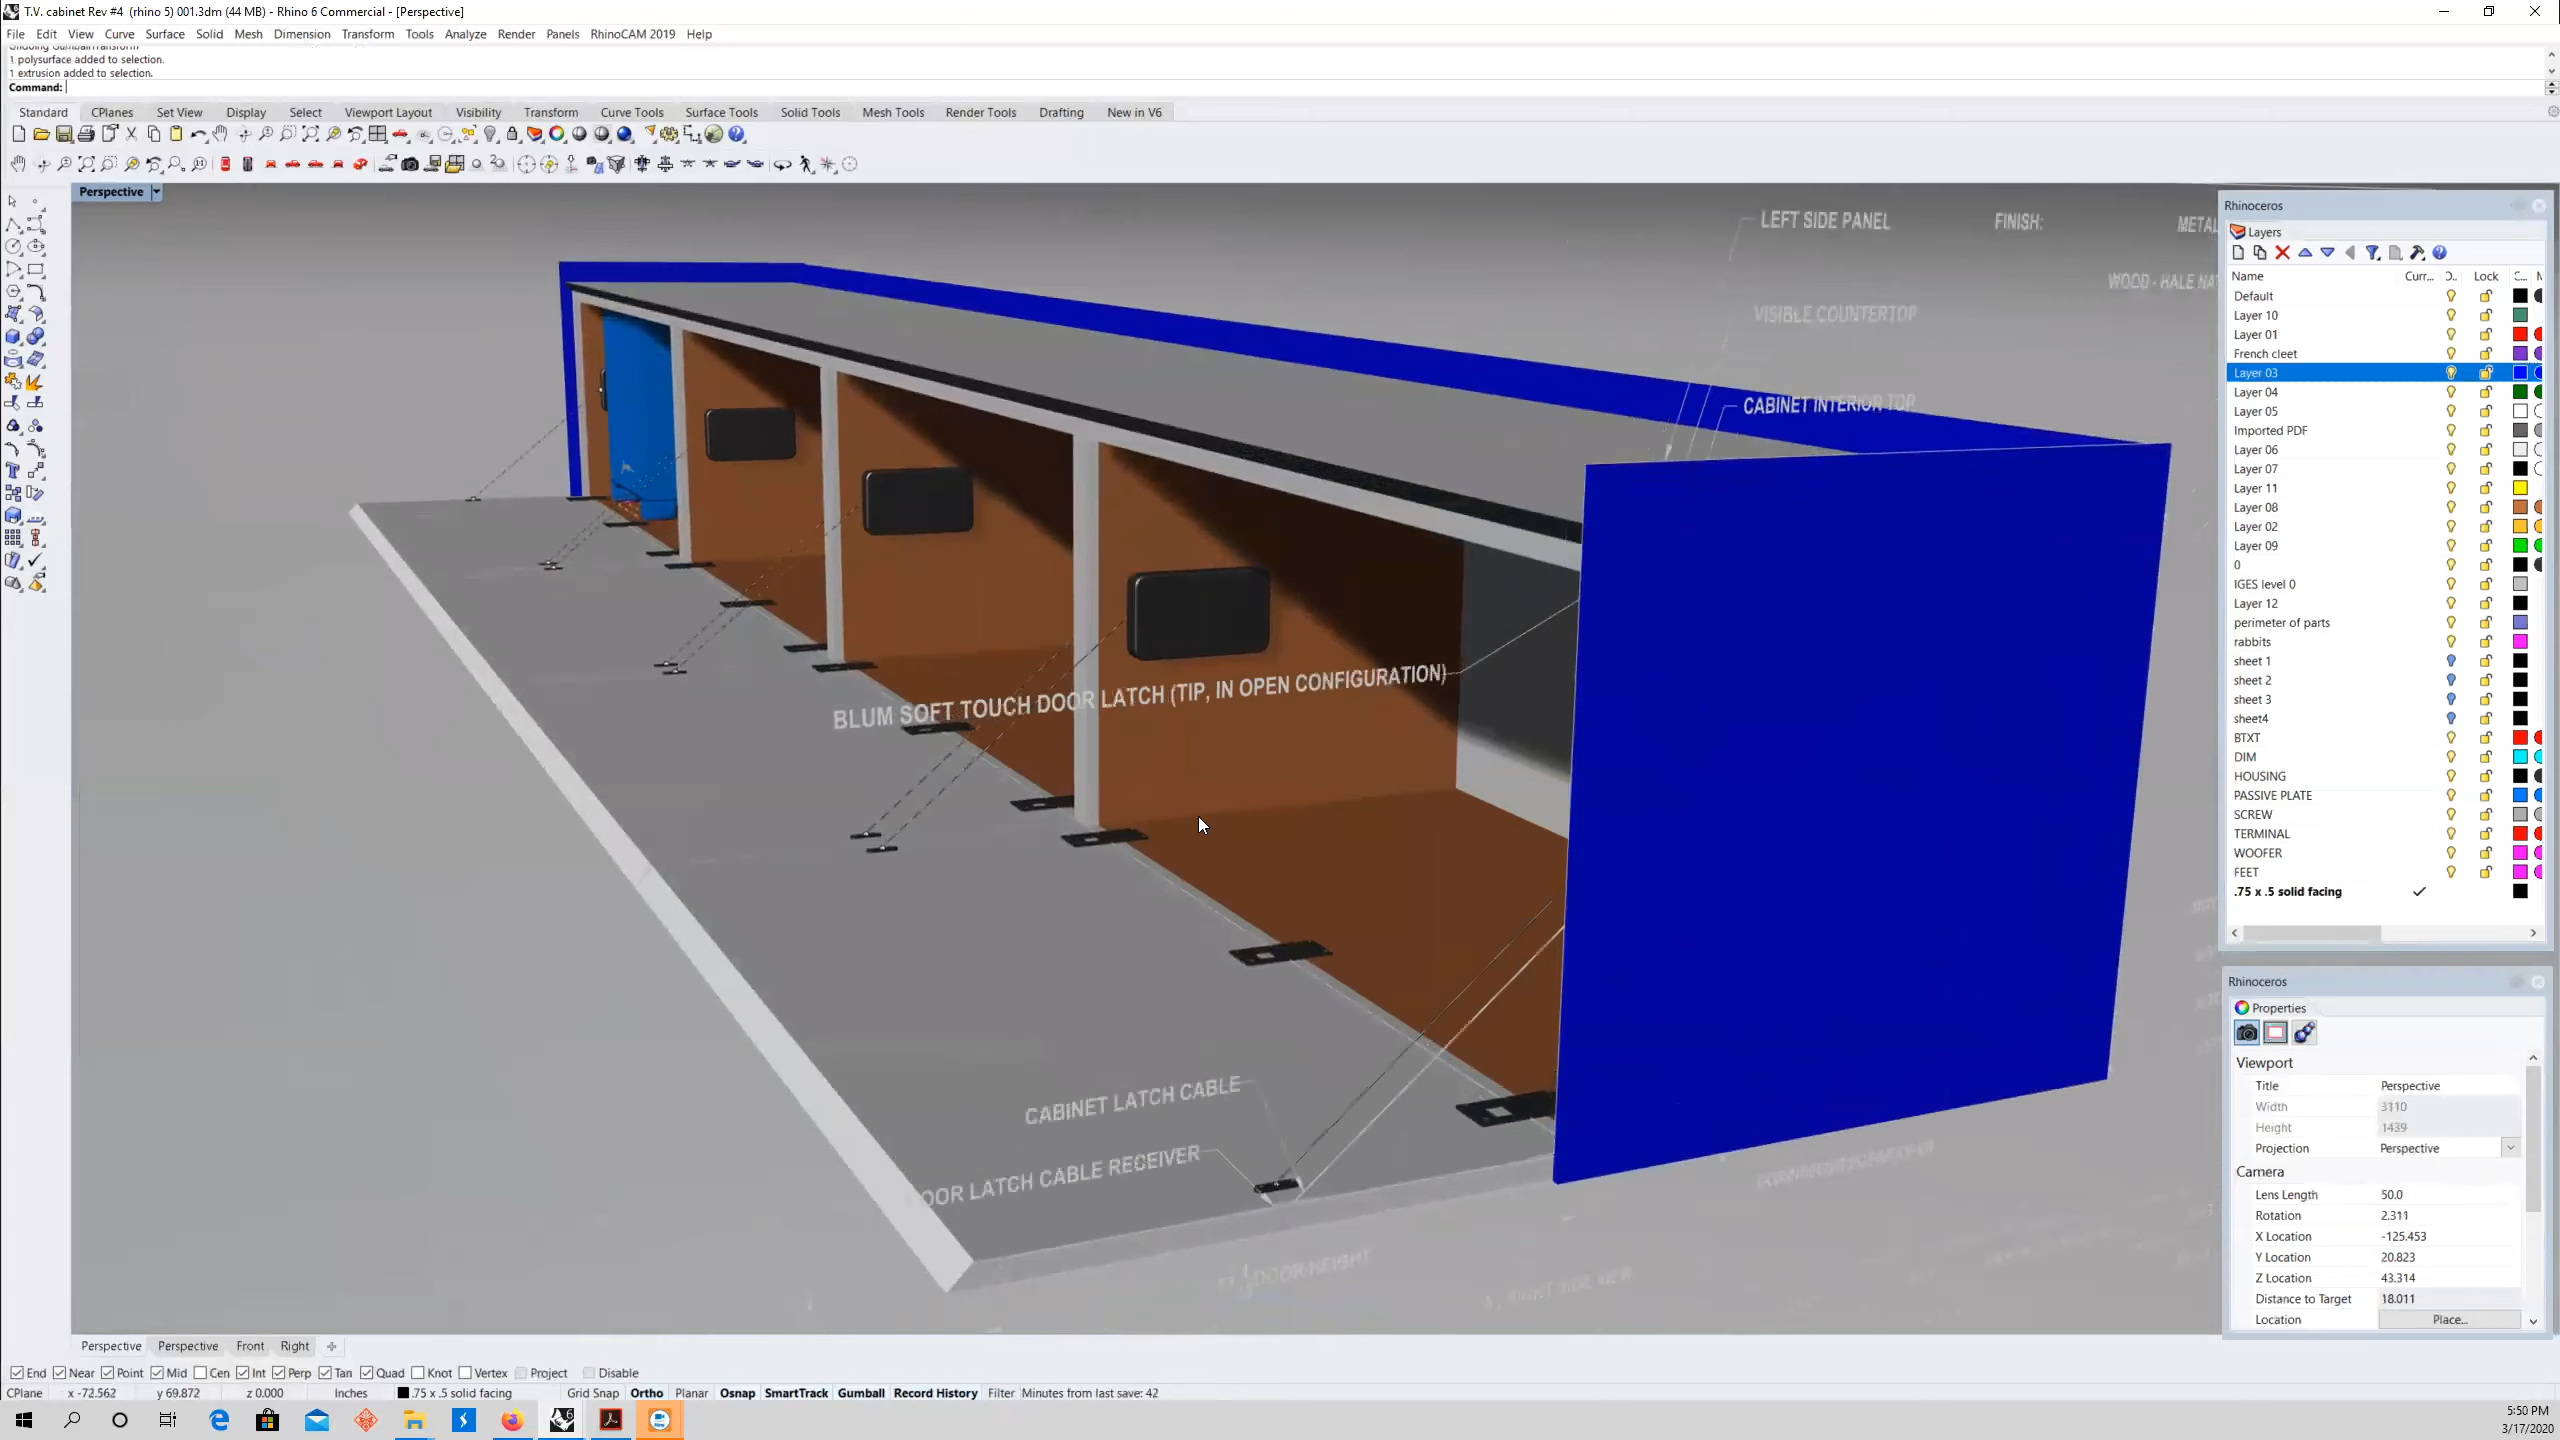 T.V. cabinet Rev #4 (rhino 5) 001.3dm (44 MB) - Rhino 6 Commercial - [Perspective]
File Edit View Curve Surface Solid Mesh Dimension Transform Tools Analyze Render Panels RhinoCAM 2019 Help
1 polysurface added to selection.
1 extrusion added to selection.
Command:
Standard CPlanes Set View Display Select Viewport Layout Visibility Transform Curve Tools Surface Tools Solid Tools Mesh Tools Render Tools Drafting New in V6
Perspective
LEFT SIDE PANEL FINISH: METAL
VISIBLE COUNTERTOP
WOOD - HALE
CABINET INTERIOR TOP
BLUM SOFT TOUCH DOOR LATCH (TIP, IN OPEN CONFIGURATION)
CABINET LATCH CABLE
OOR LATCH CABLE RECEIVER
DOOR HEIGHT
RIGHT SIDE VIEW
Rhinoceros
Layers
Name Curr... Lock
Default
Layer 10
Layer 01
French cleet
Layer 03
Layer 04
Layer 05
Imported PDF
Layer 06
Layer 07
Layer 11
Layer 08
Layer 02
Layer 09
0
IGES level 0
Layer 12
perimeter of parts
rabbits
sheet 1
sheet 2
sheet 3
sheet4
BTXT
DIM
HOUSING
PASSIVE PLATE
SCREW
TERMINAL
WOOFER
FEET
.75 x .5 solid facing
Rhinoceros
Properties
Viewport
Title Perspective
Width 3110
Height 1439
Projection Perspective
Camera
Lens Length 50.0
Rotation 2.311
X Location -125.453
Y Location 20.823
Z Location 43.314
Distance to Target 18.011
Location Place...
Perspective Perspective Front Right
End Near Point Mid Cen Int Perp Tan Quad Knot Vertex Project Disable
CPlane x -72.562 y 69.872 z 0.000 Inches .75 x .5 solid facing Grid Snap Ortho Planar Osnap SmartTrack Gumball Record History Filter Minutes from last save: 42
5:50 PM
3/17/2020